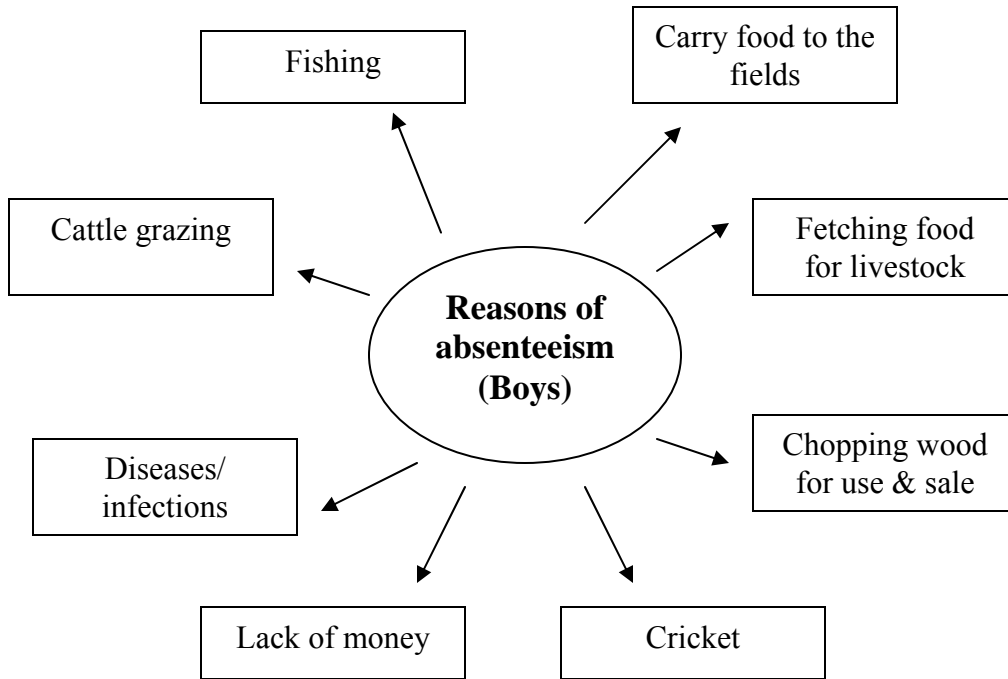 Fishing
Carry food to the
fields
Cattle grazing
Fetching food
for livestock
Reasons of
absenteeism
(Boys)
Diseases/
infections
Chopping wood
for use & sale
Lack of money
Cricket